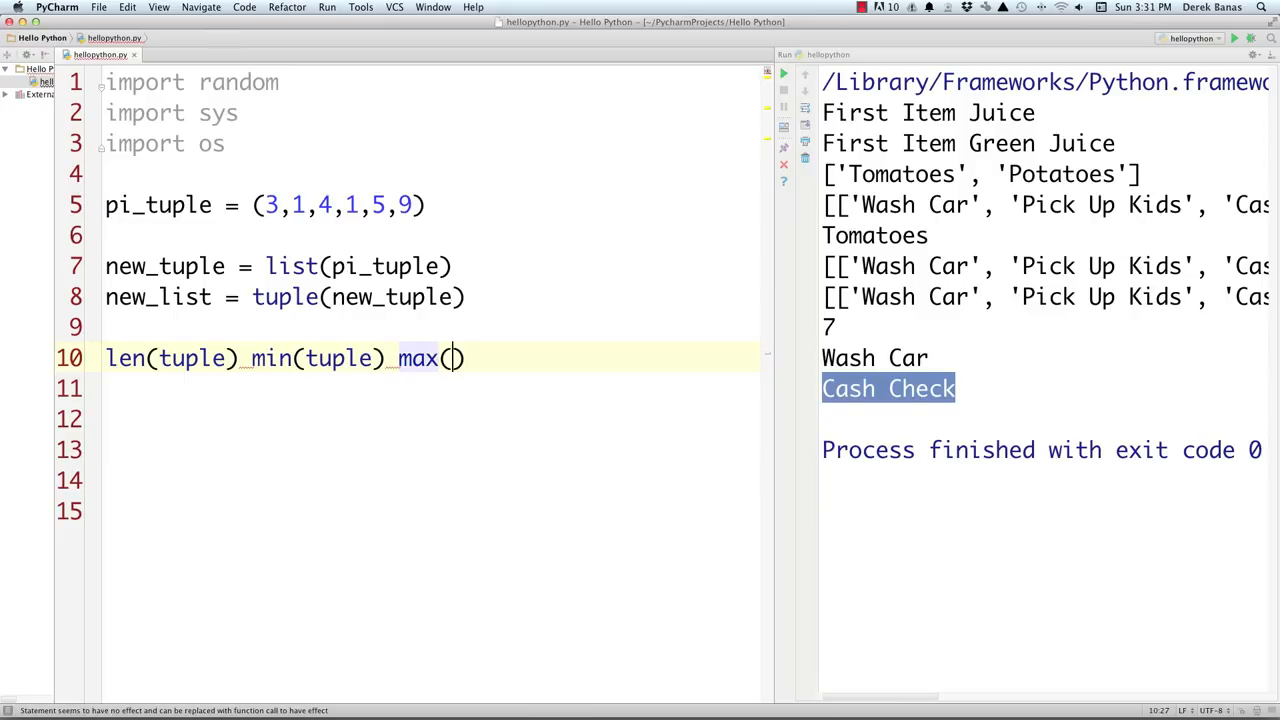 PyCharm File Edit View Navigate Code Refactor Run Tools VCS Window Help
10 Sun 3:31 PM Derek Banas
hellopython.py – Hello Python – [~/PycharmProjects/Hello Python]
Hello Python hellopython.py
hellopython
hellopython.py
Run hellopython
Hello P
hell
Externa
1 import random
2 import sys
3 import os
4
5 pi_tuple = (3,1,4,1,5,9)
6
7 new_tuple = list(pi_tuple)
8 new_list = tuple(new_tuple)
9
10 len(tuple) min(tuple) max()
11
12
13
14
15
/Library/Frameworks/Python.framewo
First Item Juice
First Item Green Juice
['Tomatoes', 'Potatoes']
[['Wash Car', 'Pick Up Kids', 'Cas
Tomatoes
[['Wash Car', 'Pick Up Kids', 'Cas
[['Wash Car', 'Pick Up Kids', 'Cas
7
Wash Car
Cash Check
Process finished with exit code 0
Statement seems to have no effect and can be replaced with function call to have effect
10:27 LF UTF-8